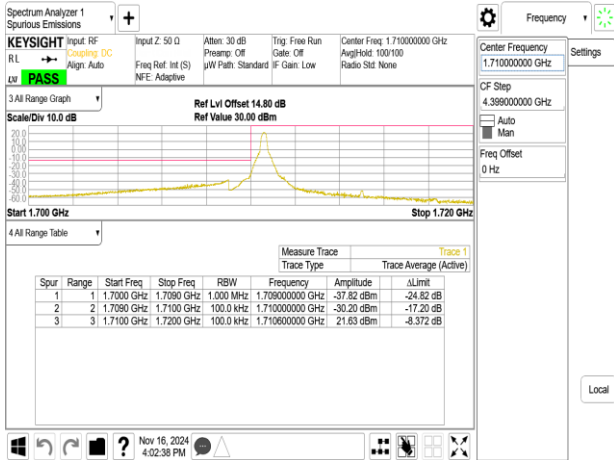 Spectrum Analyzer 1
Spurious Emissions
+
Frequency
Settings
KEYSIGHT
RL
LXI
PASS
Input: RF
Coupling: DC
Align: Auto
Input Z: 50 Ω
Freq Ref: Int (S)
NFE: Adaptive
Atten: 30 dB
Preamp: Off
µW Path: Standard
Trig: Free Run
Gate: Off
IF Gain: Low
Center Freq: 1.710000000 GHz
Avg|Hold: 100/100
Radio Std: None
Center Frequency
1.710000000 GHz
CF Step
4.399000000 GHz
Auto
Man
Freq Offset
0 Hz
Local
3 All Range Graph
Scale/Div 10.0 dB
Ref Lvl Offset 14.80 dB
Ref Value 30.00 dBm
20.0
10.0
0.00
-10.0
-20.0
-30.0
-40.0
-50.0
-60.0
Start 1.700 GHz
Stop 1.720 GHz
4 All Range Table
Measure Trace Trace 1
Trace Type Trace Average (Active)
Spur Range Start Freq Stop Freq RBW Frequency Amplitude ΔLimit
1 1 1.7000 GHz 1.7090 GHz 1.000 MHz 1.709000000 GHz -37.82 dBm -24.82 dB
2 2 1.7090 GHz 1.7100 GHz 100.0 kHz 1.710000000 GHz -30.20 dBm -17.20 dB
3 3 1.7100 GHz 1.7200 GHz 100.0 kHz 1.710600000 GHz 21.63 dBm -8.372 dB
?
Nov 16, 2024
4:02:38 PM